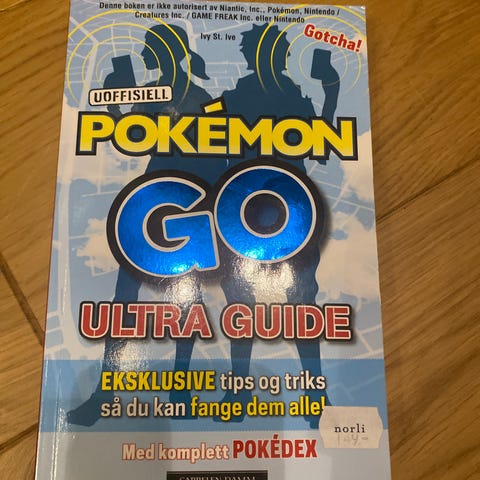 Denne boken er ikke autorisert av Niantic, Inc., Pokémon, Nintendo /
Creatures Inc. / GAME FREAK Inc. eller Nintendo
Ivy St. Ive
Gotcha!
UOFFISIELL
POKÉMON
GO
ULTRA GUIDE
EKSKLUSIVE tips og triks
så du kan fange dem alle!
norli
Med komplett POKÉDEX
CAPPELEN DAMM